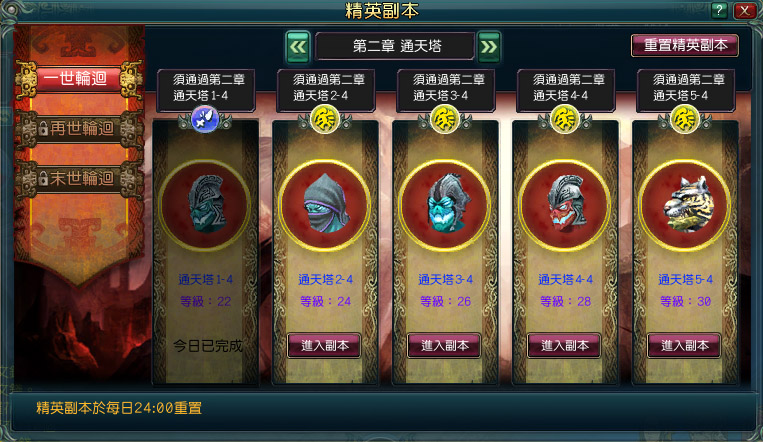 精英副本
?
第二章 通天塔
重置精英副本
一世輪迴
再世輪迴
末世輪迴
須通過第二章
通天塔1-4
須通過第二章
通天塔2-4
須通過第二章
通天塔3-4
須通過第二章
通天塔4-4
須通過第二章
通天塔5-4
通天塔1-4
等級：22
今日已完成
通天塔2-4
等級：24
進入副本
通天塔3-4
等級：26
進入副本
通天塔4-4
等級：28
進入副本
通天塔5-4
等級：30
進入副本
精英副本於每日24:00重置